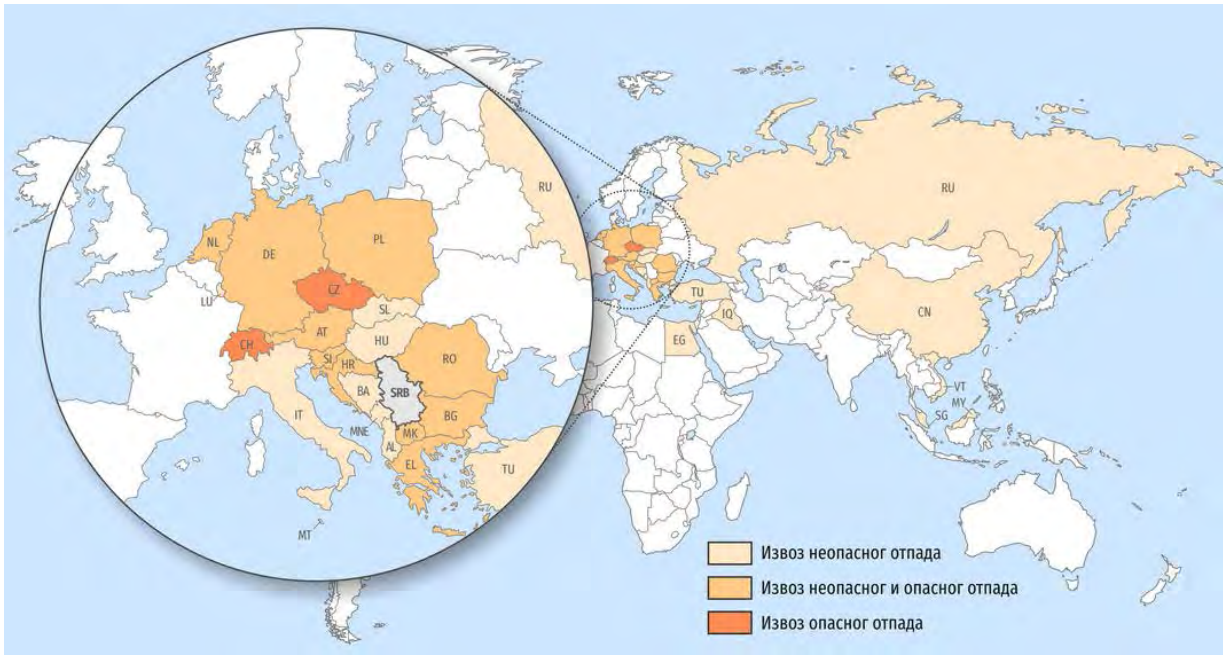 RU
NL
DE
PL
LU
CZ
SL
CH
AT
HU
SI
HR
RO
BA
SRB
IT
BG
MNE
MK
AL
EL
TU
MT
RU
TU
IQ
EG
CN
VT
MY
SG
Извоз неопасног отпада
Извоз неопасног и опасног отпада
Извоз опасног отпада